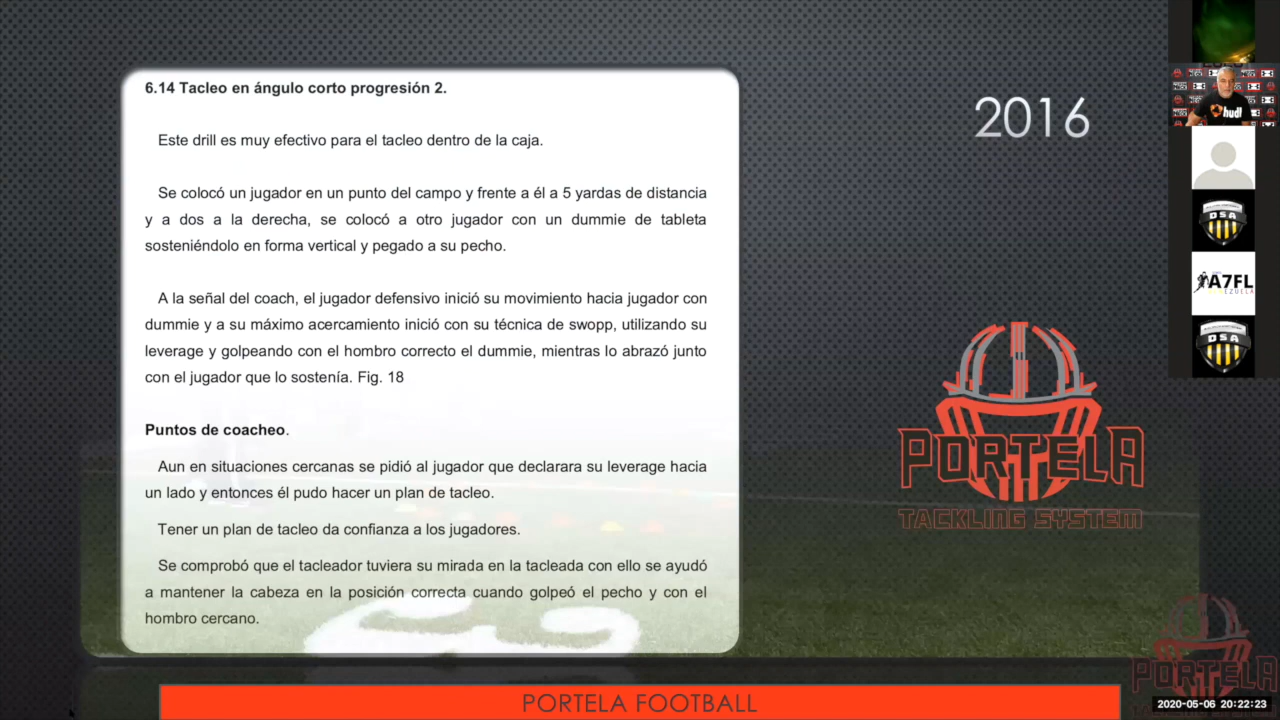 6.14 Tacleo en ángulo corto progresión 2.
Este drill es muy efectivo para el tacleo dentro de la caja.
Se colocó un jugador en un punto del campo y frente a él a 5 yardas de distancia
y a dos a la derecha, se colocó a otro jugador con un dummie de tableta
sosteniéndolo en forma vertical y pegado a su pecho.
A la señal del coach, el jugador defensivo inició su movimiento hacia jugador con
dummie y a su máximo acercamiento inició con su técnica de swopp, utilizando su
leverage y golpeando con el hombro correcto el dummie, mientras lo abrazó junto
con el jugador que lo sostenía. Fig. 18
Puntos de coacheo.
Aun en situaciones cercanas se pidió al jugador que declarara su leverage hacia
un lado y entonces él pudo hacer un plan de tacleo.
Tener un plan de tacleo da confianza a los jugadores.
Se comprobó que el tacleador tuviera su mirada en la tacleada con ello se ayudó
a mantener la cabeza en la posición correcta cuando golpeó el pecho y con el
hombro cercano.
2016
PORTELA
TACKLING SYSTEM
PORTELA FOOTBALL
hudl
DSA
A7FL
DSA
PORTELA
2020-05-06 20:22:23